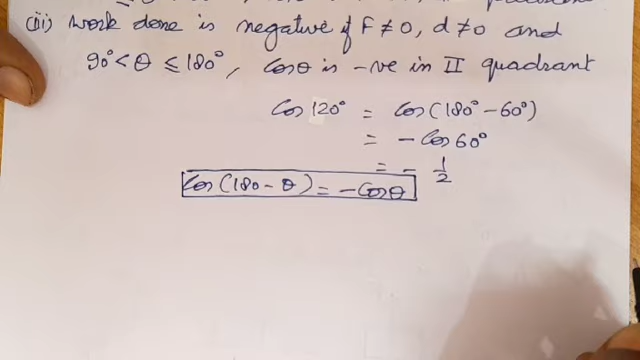 (iii) work done is negative if F ≠ 0, d ≠ 0 and
90° < θ ⩽ 180°, Cosθ is -ve in II quadrant
Cos 120° = Cos (180° - 60°)
= - Cos 60°
= - 1/2
Cos (180 - θ) = - Cosθ